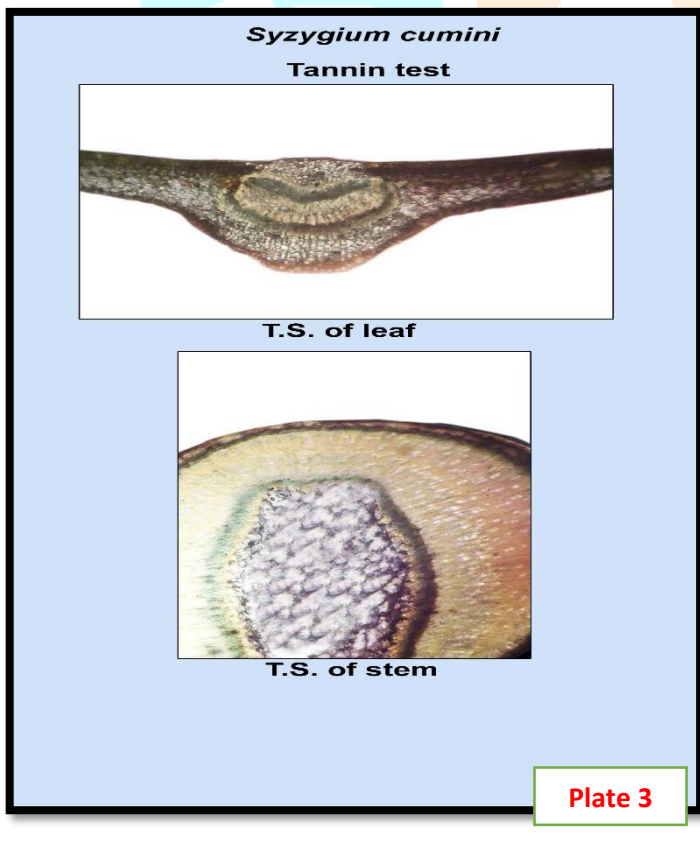 Syzygium cumini
Tannin test
T.S. of leaf
T.S. of stem
Plate 3